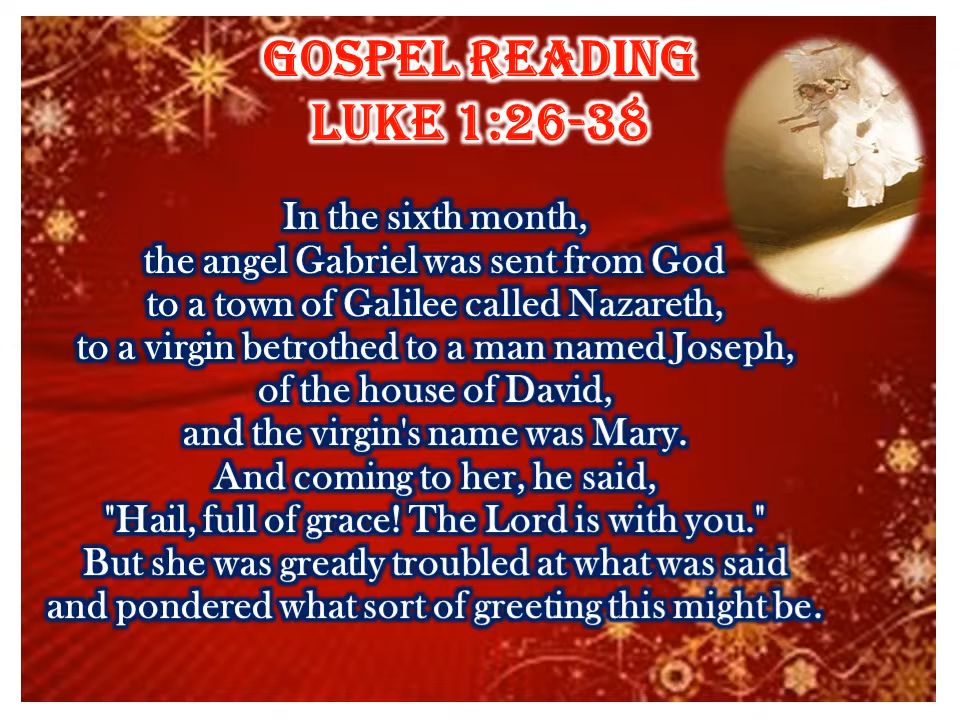 GOSPEL READING
LUKE 1:26-38
In the sixth month,
the angel Gabriel was sent from God
to a town of Galilee called Nazareth,
to a virgin betrothed to a man named Joseph,
of the house of David,
and the virgin's name was Mary.
And coming to her, he said,
"Hail, full of grace! The Lord is with you."
But she was greatly troubled at what was said
and pondered what sort of greeting this might be.